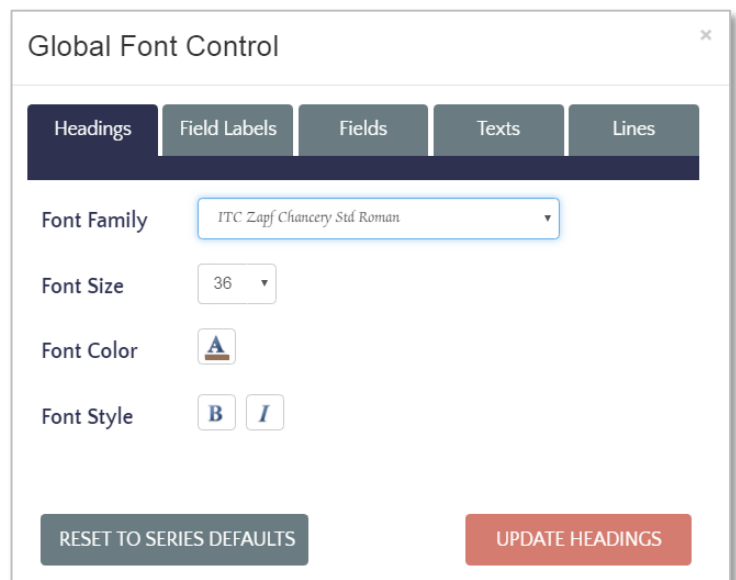 Global Font Control
×
Headings Field Labels Fields Texts Lines
Font Family ITC Zapf Chancery Std Roman
Font Size 36
Font Color A
Font Style B I
RESET TO SERIES DEFAULTS UPDATE HEADINGS